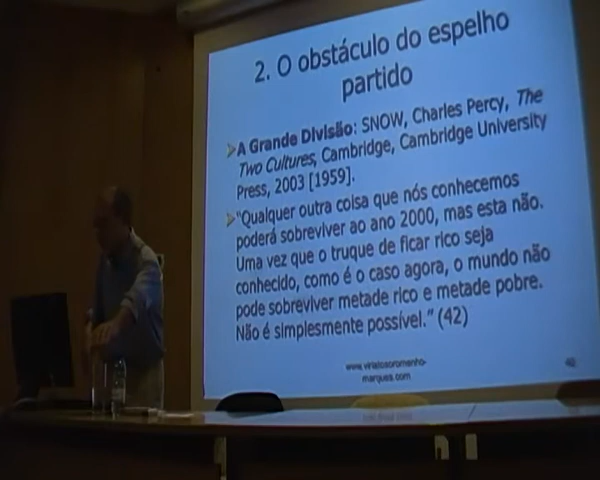 2. O obstáculo do espelho
partido
A Grande Divisão: SNOW, Charles Percy, The
Two Cultures, Cambridge, Cambridge University
Press, 2003 [1959].
“Qualquer outra coisa que nós conhecemos
poderá sobreviver ao ano 2000, mas esta não.
Uma vez que o truque de ficar rico seja
conhecido, como é o caso agora, o mundo não
pode sobreviver metade rico e metade pobre.
Não é simplesmente possível.” (42)
www.viriatosoromenho-
marques.com